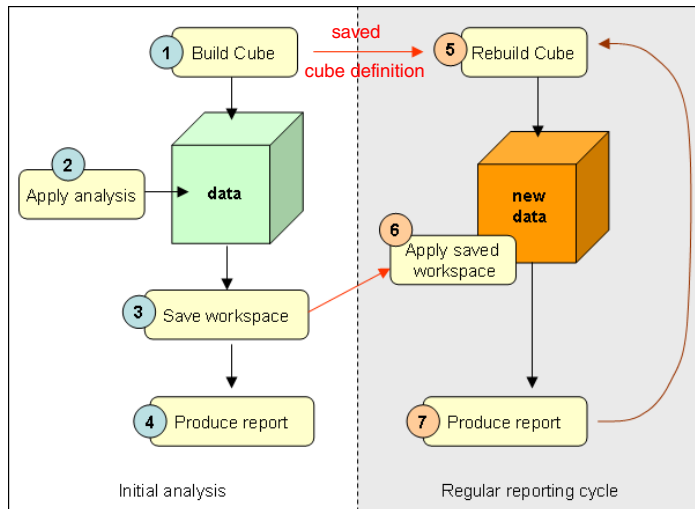 1
Build Cube
saved
cube definition
5
Rebuild Cube
2
Apply analysis
data
new
data
6
Apply saved
workspace
3
Save workspace
4
Produce report
7
Produce report
Initial analysis
Regular reporting cycle